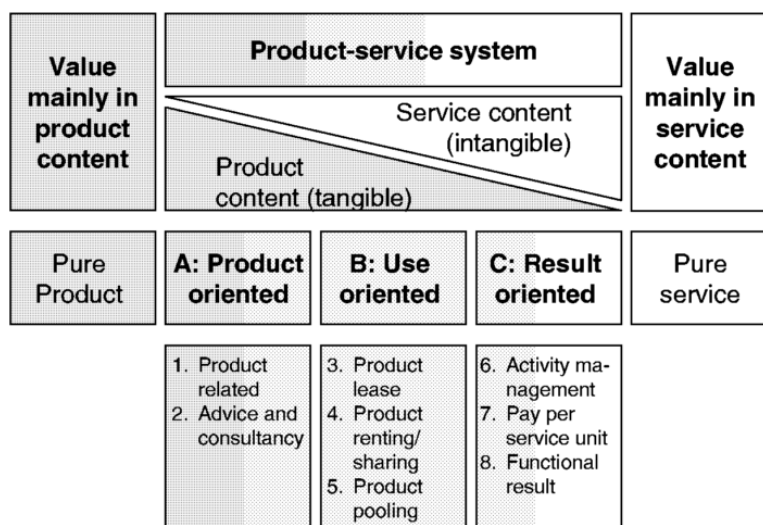 Value
mainly in
product
content
Product-service system
Service content
(intangible)
Product
content (tangible)
Value
mainly in
service
content
Pure
Product
A: Product
oriented
B: Use
oriented
C: Result
oriented
Pure
service
1. Product
related
2. Advice and
consultancy
3. Product
lease
4. Product
renting/
sharing
5. Product
pooling
6. Activity ma-
nagement
7. Pay per
service unit
8. Functional
result